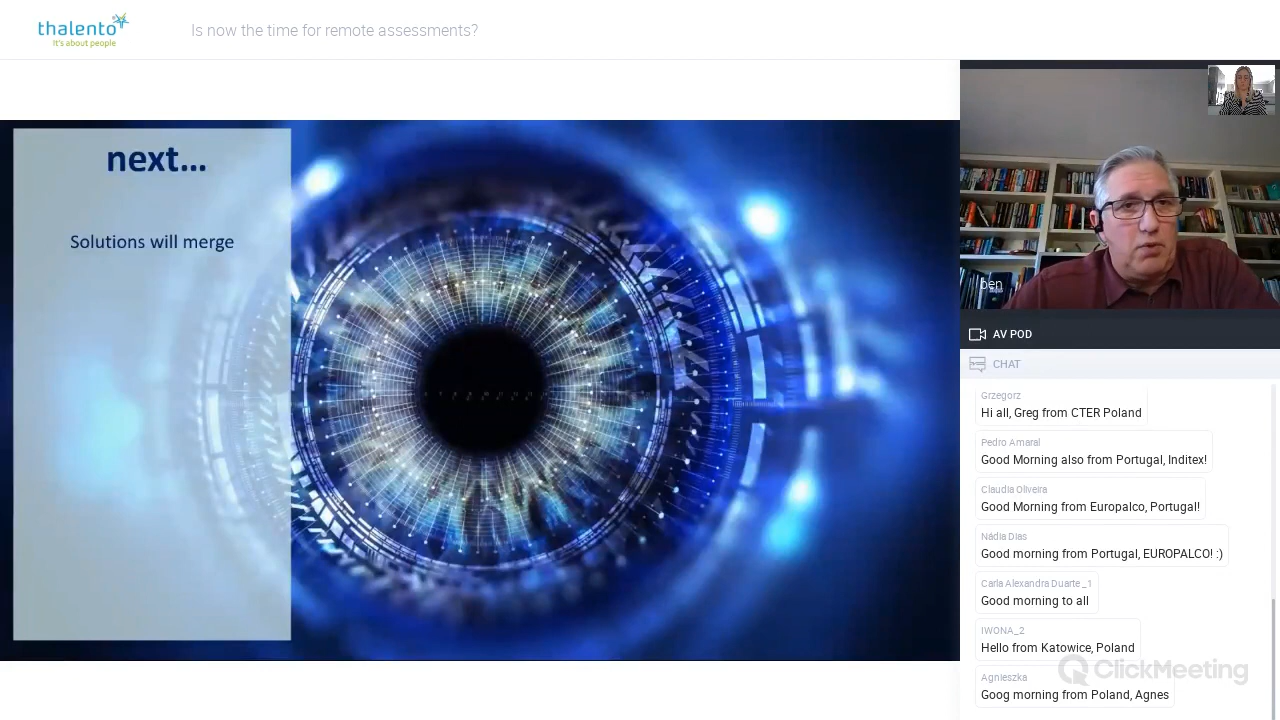 thalento
It's about people
Is now the time for remote assessments?
next...
Solutions will merge
ben
AV POD
CHAT
Grzegorz
Hi all, Greg from CTER Poland
Pedro Amaral
Good Morning also from Portugal, Inditex!
Claudia Oliveira
Good Morning from Europalco, Portugal!
Nádia Dias
Good morning from Portugal, EUROPALCO! :)
Carla Alexandra Duarte _1
Good morning to all
IWONA_2
Hello from Katowice, Poland
Agnieszka
Goog morning from Poland, Agnes
ClickMeeting